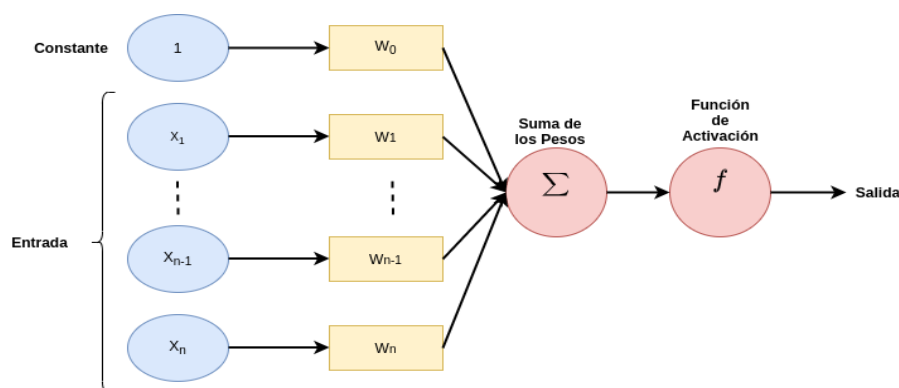 Constante
1
W0
X1
W1
Entrada
Xn-1
Wn-1
Xn
Wn
Suma de
los Pesos
∑
Función
de
Activación
f
Salida